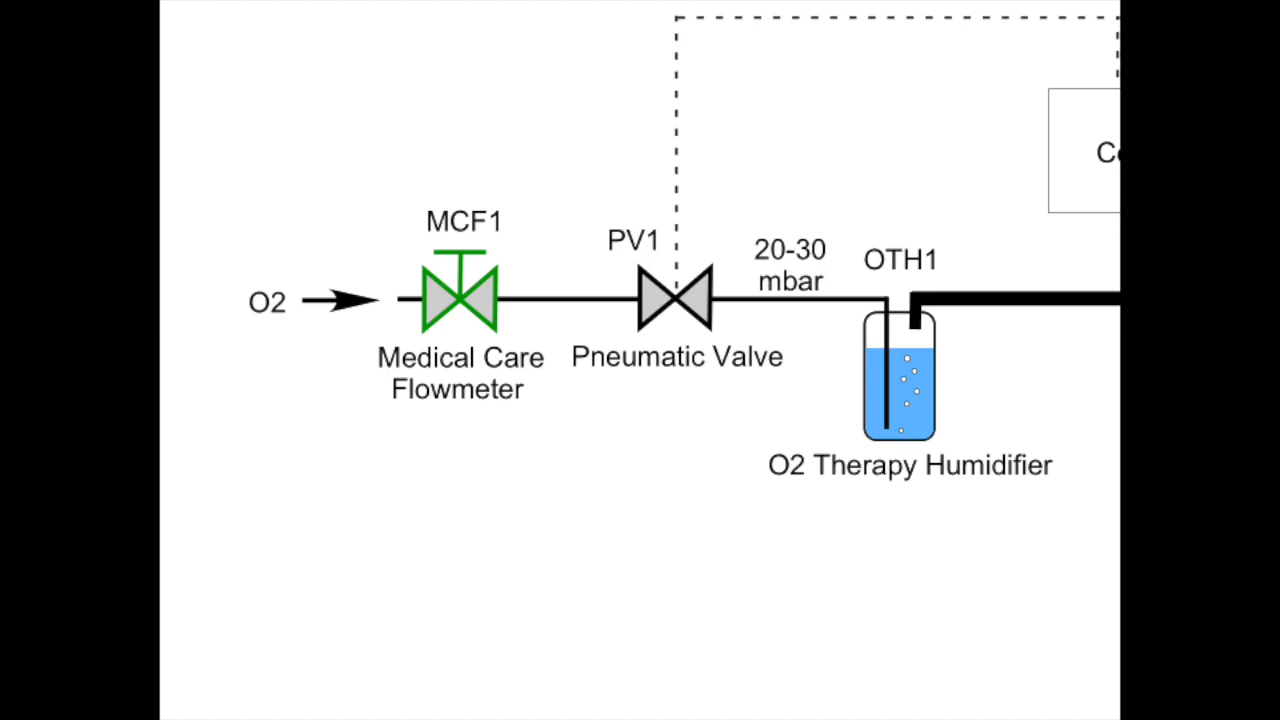 MCF1
PV1
20-30
mbar
OTH1
O2
Medical Care
Flowmeter
Pneumatic Valve
O2 Therapy Humidifier